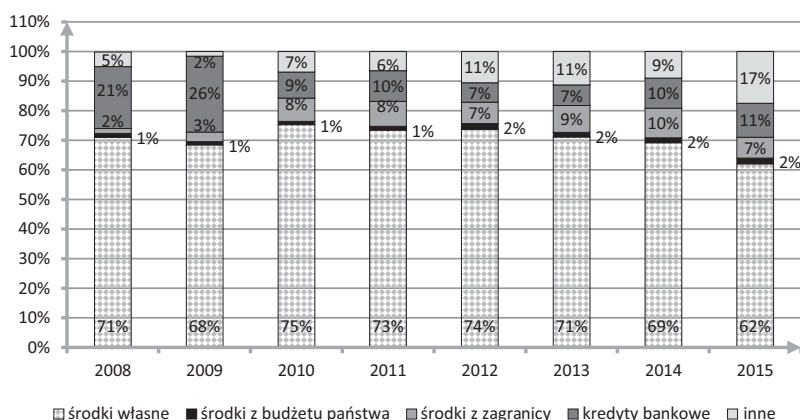 110%
100%
90%
80%
70%
60%
50%
40%
30%
20%
10%
0%
5% 2% 7% 6% 11% 11% 9% 17%
21% 26% 9% 10% 7% 7% 10% 11%
2% 3% 8% 8% 7% 9% 10% 7%
1% 1% 1% 1% 2% 2% 2% 2%
71% 68% 75% 73% 74% 71% 69% 62%
2008 2009 2010 2011 2012 2013 2014 2015
środki własne środki z budżetu państwa środki z zagranicy kredyty bankowe inne